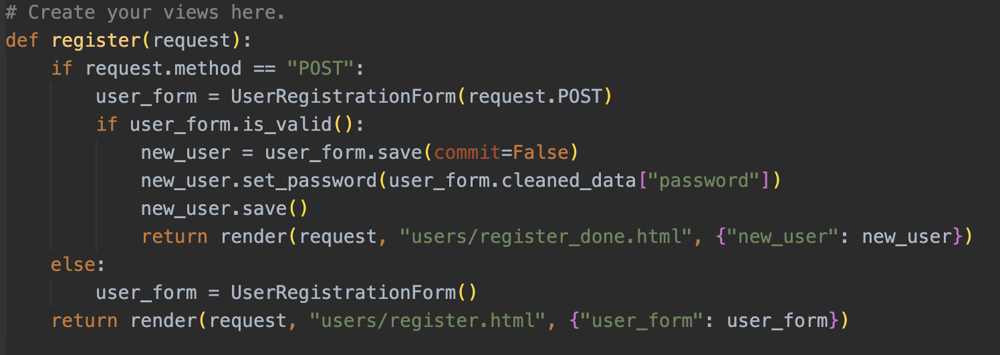 # Create your views here.
def register(request):
    if request.method == "POST":
        user_form = UserRegistrationForm(request.POST)
        if user_form.is_valid():
            new_user = user_form.save(commit=False)
            new_user.set_password(user_form.cleaned_data["password"])
            new_user.save()
            return render(request, "users/register_done.html", {"new_user": new_user})
    else:
        user_form = UserRegistrationForm()
    return render(request, "users/register.html", {"user_form": user_form})